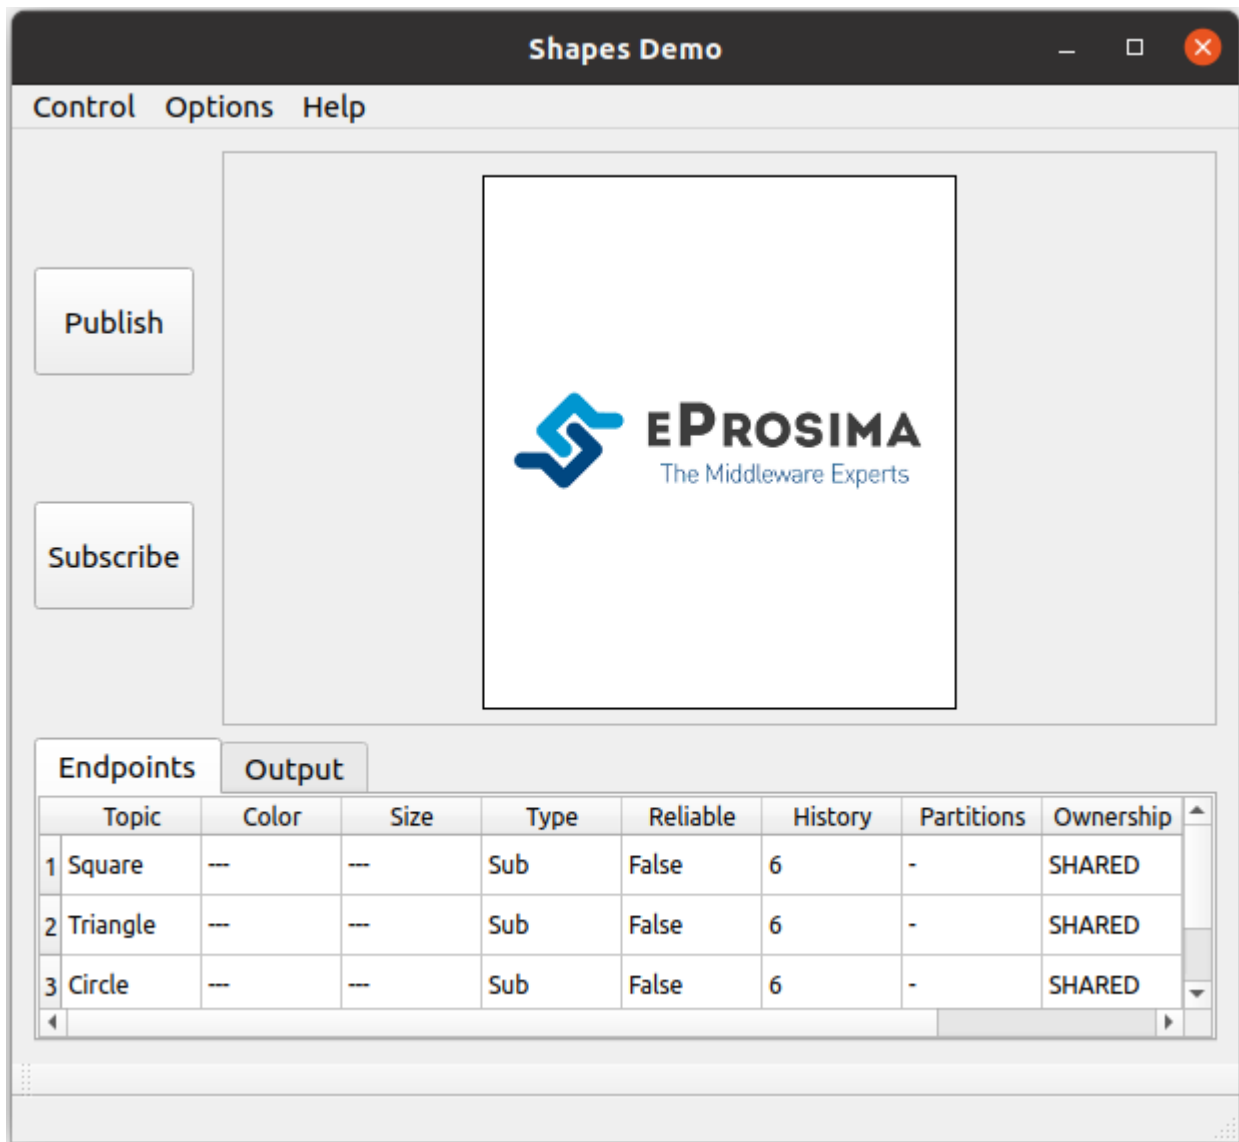 Shapes Demo
Control Options Help
Publish
Subscribe
EPROSIMA
The Middleware Experts
Endpoints Output
Topic Color Size Type Reliable History Partitions Ownership
1 Square --- --- Sub False 6 - SHARED
2 Triangle --- --- Sub False 6 - SHARED
3 Circle --- --- Sub False 6 - SHARED